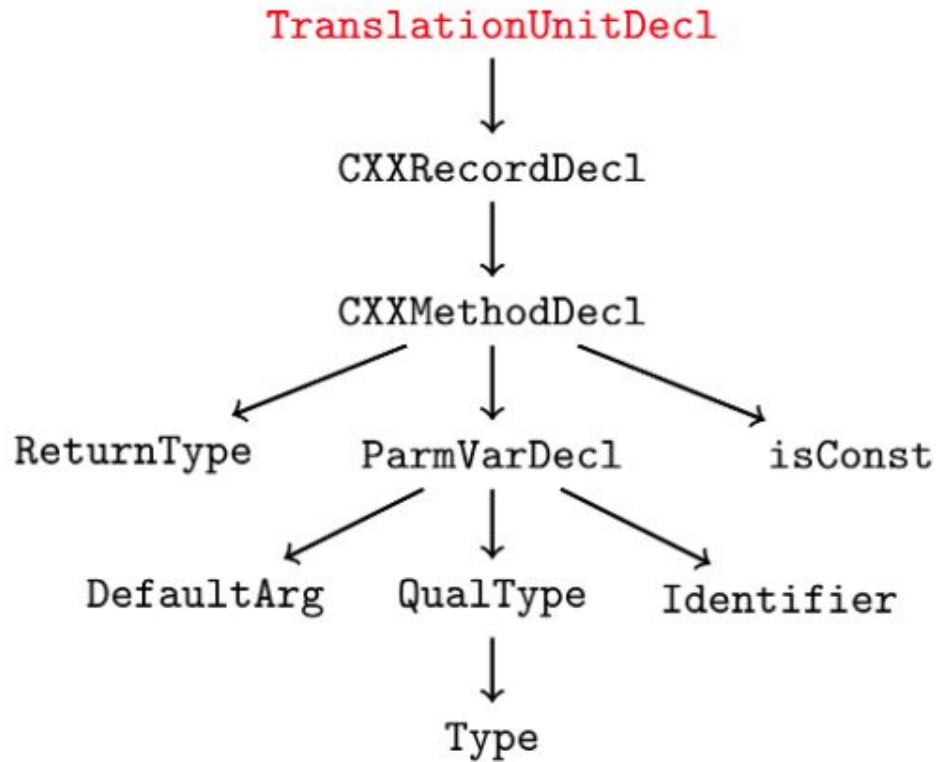 TranslationUnitDecl
CXXRecordDecl
CXXMethodDecl
ReturnType ParmVarDecl isConst
DefaultArg QualType Identifier
Type